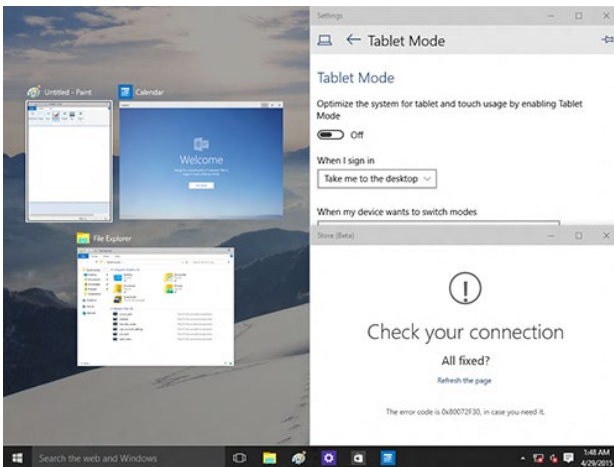 Settings
Tablet Mode
Untitled - Paint
Calendar
Tablet Mode
Optimize the system for tablet and touch usage by enabling Tablet
Mode
Off
Welcome
When I sign in
Take me to the desktop
When my device wants to switch modes
File Explorer
Store (Beta)
Check your connection
All fixed?
Refresh the page
The error code is 0x80072F30, in case you need it.
Search the web and Windows
1:48 AM
4/29/2015